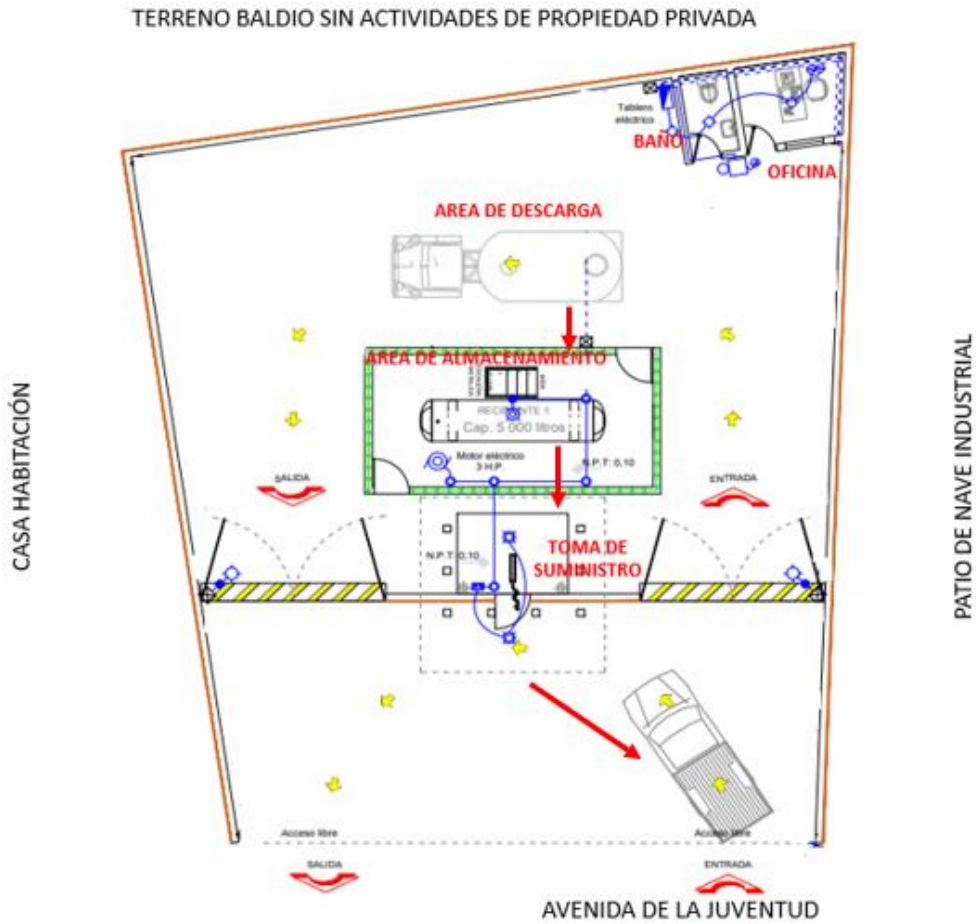 TERRENO BALDIO SIN ACTIVIDADES DE PROPIEDAD PRIVADA
Tablero
eléctrico
BAÑO
OFICINA
AREA DE DESCARGA
AREA DE ALMACENAMIENTO
RECIPIENTE 1
Cap. 5 000 litros
Motor eléctrico
3 H.P.
N.P.T: 0,10
SALIDA
ENTRADA
N.P.T: 0,10
TOMA DE
SUMINISTRO
CASA HABITACIÓN
PATIO DE NAVE INDUSTRIAL
Acceso libre
Acceso libre
SALIDA
ENTRADA
AVENIDA DE LA JUVENTUD